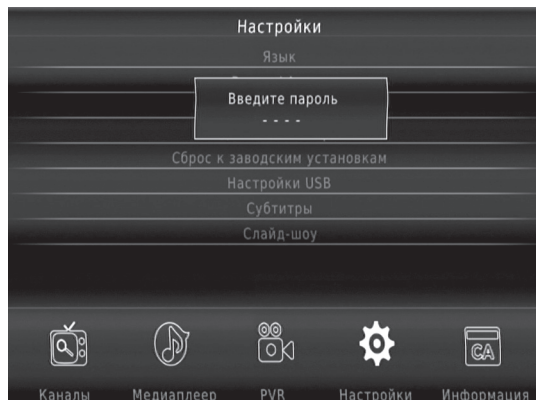 Настройки
Язык
Введите пароль
- - - -
Сброс к заводским установкам
Настройки USB
Субтитры
Слайд-шоу
CA
Каналы Медиаплеер PVR Настройки Информация